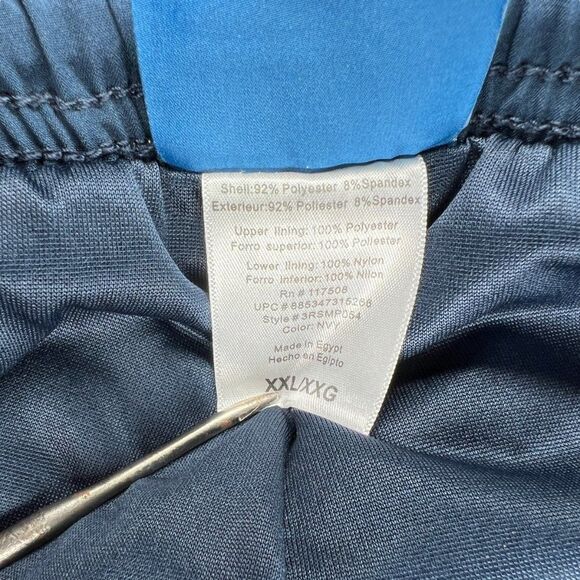 Shell:92% Polyester 8%Spandex
Exterieur:92% Poliester 8%Spandex
Upper lining: 100% Polyester
Forro superior: 100% Poliester
Lower lining: 100% Nylon
Forro inferior: 100% Nilon
Rn # 117508
UPC # 685347315266
Style # 3RSMP054
Color: NVY
Made in Egypt
Hecho en Egipto
XXL/XXG